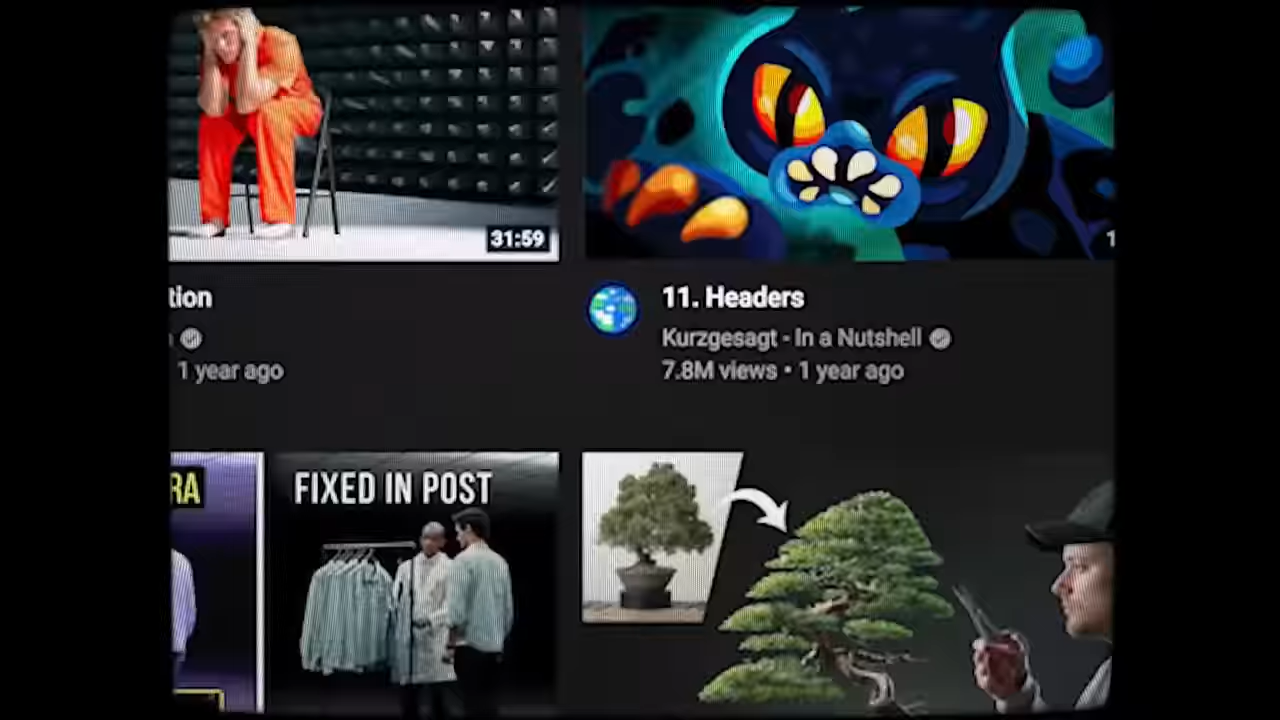 31:59
1
tion
1 year ago
11. Headers
Kurzgesagt - In a Nutshell
7.8M views • 1 year ago
RA
FIXED IN POST